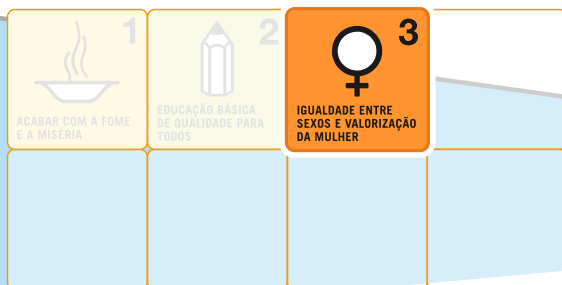 1
ACABAR COM A FOME
E A MISÉRIA
2
EDUCAÇÃO BÁSICA
DE QUALIDADE PARA
TODOS
3
IGUALDADE ENTRE
SEXOS E VALORIZAÇÃO
DA MULHER